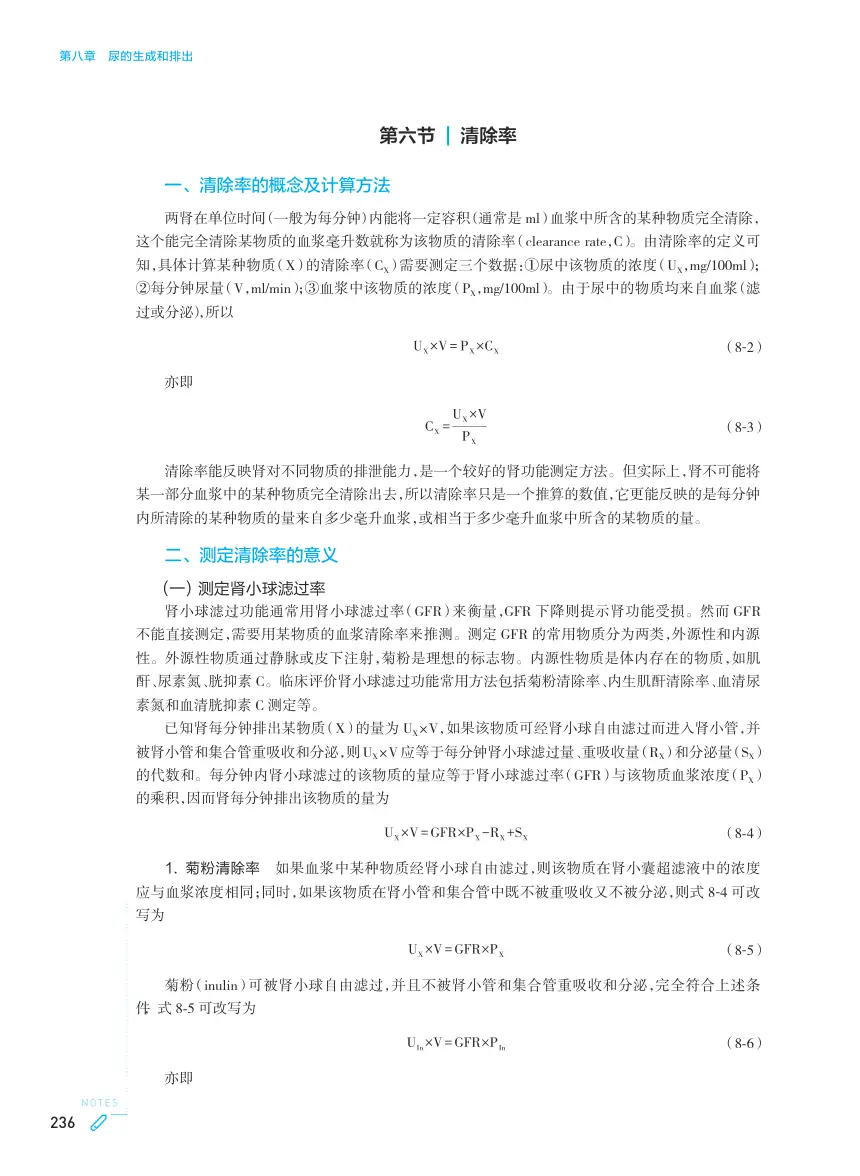 第八章 尿的生成和排出
第六节 | 清除率
一、清除率的概念及计算方法
两肾在单位时间(一般为每分钟)内能将一定容积(通常是 ml)血浆中所含的某种物质完全清除,
这个能完全清除某物质的血浆毫升数就称为该物质的清除率(clearance rate,C)。由清除率的定义可
知,具体计算某种物质(X)的清除率(Cx)需要测定三个数据:①尿中该物质的浓度(Ux,mg/100ml);
②每分钟尿量(V,ml/min);③血浆中该物质的浓度(Px,mg/100ml)。由于尿中的物质均来自血浆(滤
过或分泌),所以
Ux×V=Px×Cx (8-2)
亦即
Cx=Ux×V/Px (8-3)
清除率能反映肾对不同物质的排泄能力,是一个较好的肾功能测定方法。但实际上,肾不可能将
某一部分血浆中的某种物质完全清除出去,所以清除率只是一个推算的数值,它更能反映的是每分钟
内所清除的某种物质的量来自多少毫升血浆,或相当于多少毫升血浆中所含的某物质的量。
二、测定清除率的意义
(一)测定肾小球滤过率
肾小球滤过功能通常用肾小球滤过率(GFR)来衡量,GFR 下降则提示肾功能受损。然而 GFR
不能直接测定,需要用某物质的血浆清除率来推测。测定 GFR 的常用物质分为两类,外源性和内源
性。外源性物质通过静脉或皮下注射,菊粉是理想的标志物。内源性物质是体内存在的物质,如肌
酐、尿素氮、胱抑素 C。临床评价肾小球滤过功能常用方法包括菊粉清除率、内生肌酐清除率、血清尿
素氮和血清胱抑素 C 测定等。
已知肾每分钟排出某物质(X)的量为 Ux×V,如果该物质可经肾小球自由滤过而进入肾小管,并
被肾小管和集合管重吸收和分泌,则 Ux×V 应等于每分钟肾小球滤过量、重吸收量(Rx)和分泌量(Sx)
的代数和。每分钟内肾小球滤过的该物质的量应等于肾小球滤过率(GFR)与该物质血浆浓度(Px)
的乘积,因而肾每分钟排出该物质的量为
Ux×V=GFR×Px-Rx+Sx (8-4)
1. 菊粉清除率 如果血浆中某种物质经肾小球自由滤过,则该物质在肾小囊超滤液中的浓度
应与血浆浓度相同;同时,如果该物质在肾小管和集合管中既不被重吸收又不被分泌,则式 8-4 可改
写为
Ux×V=GFR×Px (8-5)
菊粉(inulin)可被肾小球自由滤过,并且不被肾小管和集合管重吸收和分泌,完全符合上述条
件,式 8-5 可改写为
UIn×V=GFR×PIn (8-6)
亦即
NOTES
236